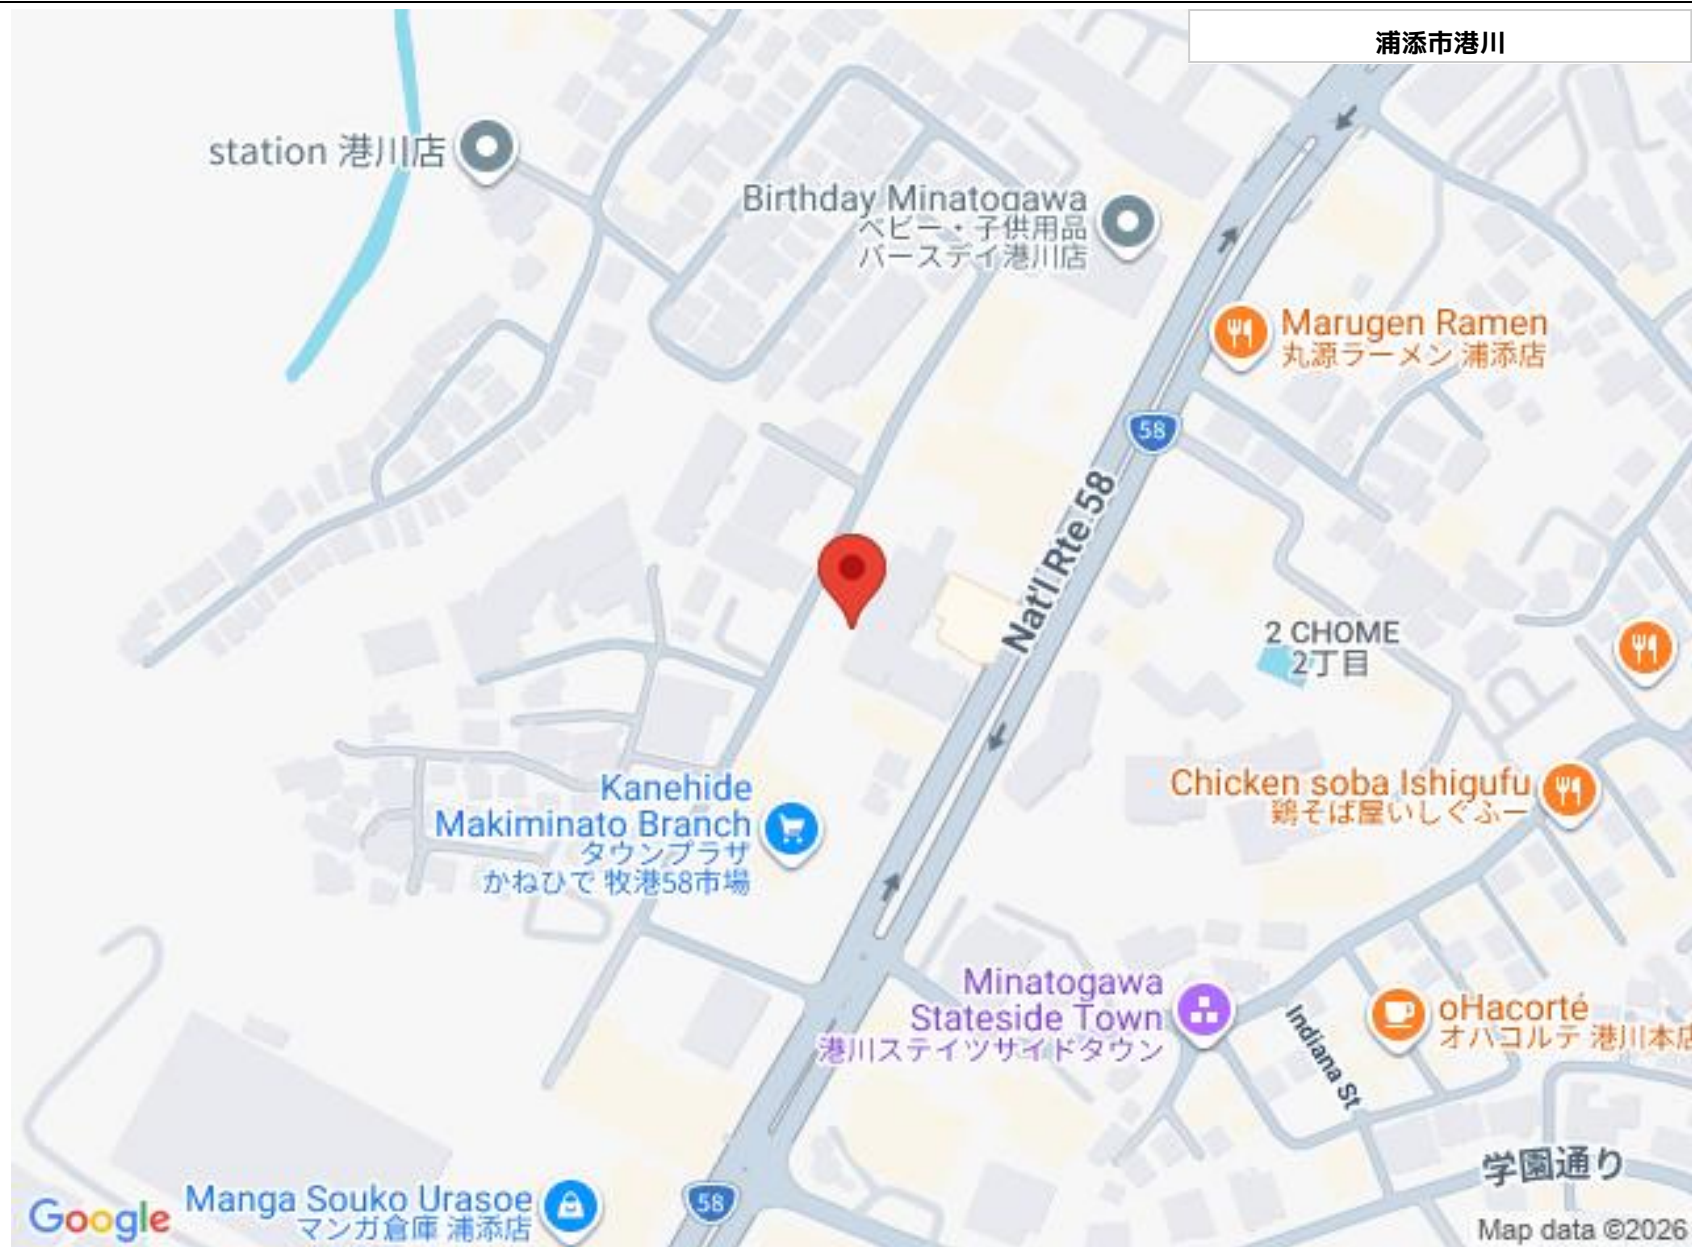 浦添市港川
station 港川店
Birthday Minatogawa
ベビー・子供用品
バースデイ港川店
Marugen Ramen
丸源ラーメン 浦添店
58
Nat'l Rte 58
2 CHOME
2丁目
Kanehide
Makiminato Branch
タウンプラザ
かねひで 牧港58市場
Chicken soba Ishigufu
鶏そば屋いしぐふー
Minatogawa
Stateside Town
港川ステイツサイドタウン
oHacorté
オハコルテ 港川本店
Indiana St
学園通り
Manga Souko Urasoe
マンガ倉庫 浦添店
58
Google
Map data ©2026